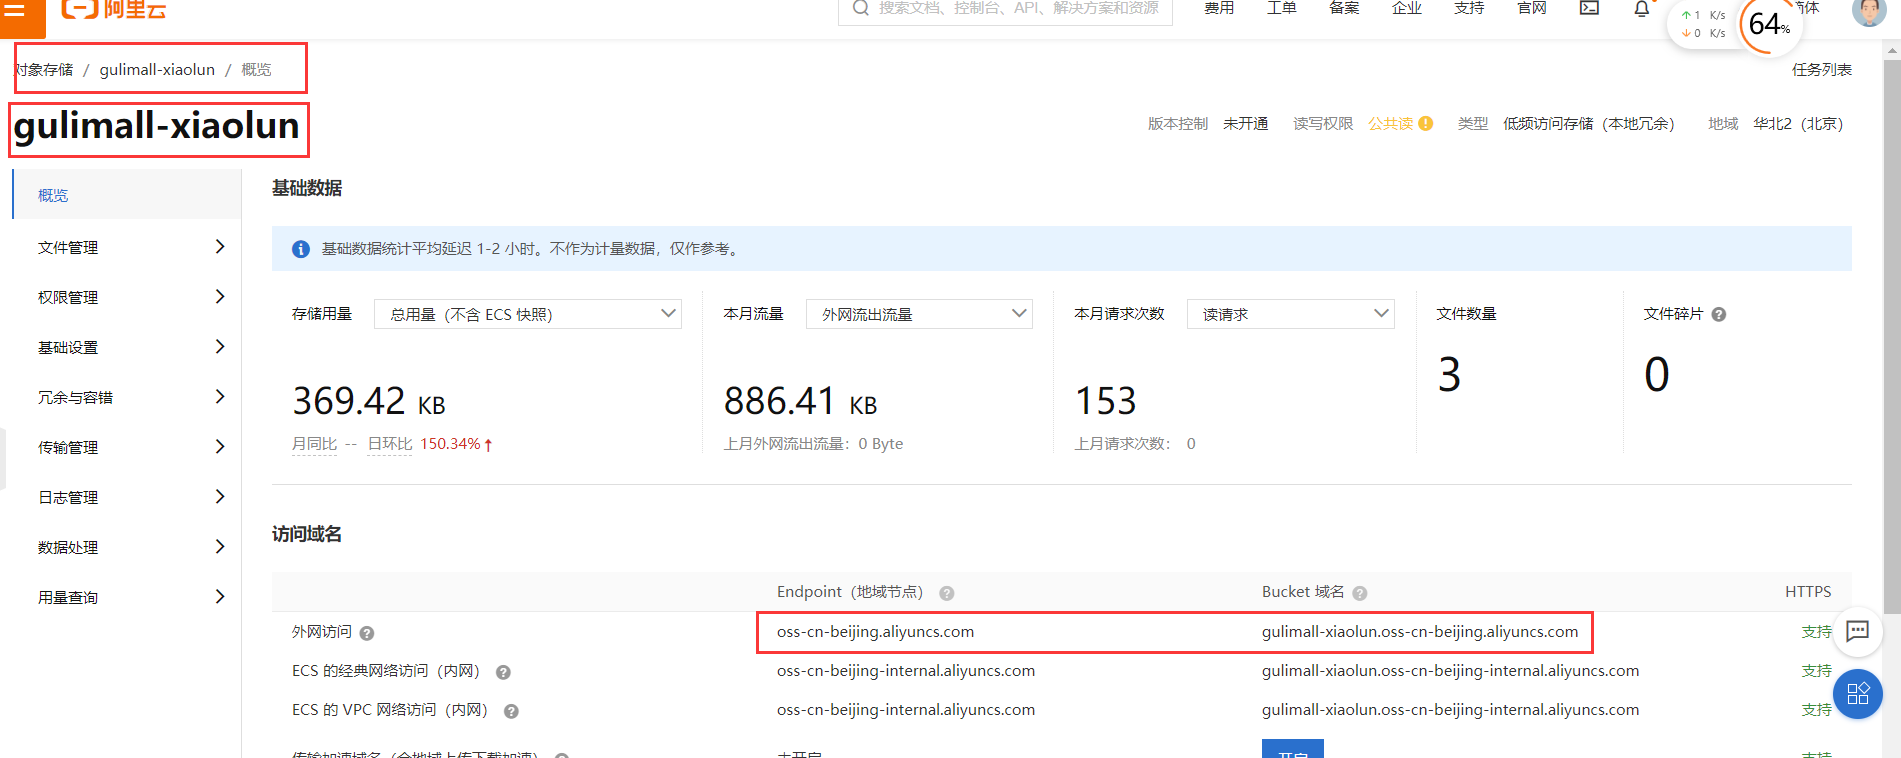 阿里云
搜索文档、控制台、API、解决方案和资源
费用 工单 备案 企业 支持 官网 简体
↑ 1 K/s
↓ 0 K/s
64%
对象存储 / gulimall-xiaolun / 概览
任务列表
gulimall-xiaolun
版本控制 未开通 读写权限 公共读 类型 低频访问存储（本地冗余） 地域 华北2（北京）
概览
文件管理
权限管理
基础设置
冗余与容错
传输管理
日志管理
数据处理
用量查询
基础数据
基础数据统计平均延迟 1-2 小时。不作为计量数据，仅作参考。
存储用量 总用量（不含 ECS 快照） 本月流量 外网流出流量 本月请求次数 读请求 文件数量 文件碎片
369.42 KB 886.41 KB 153 3 0
月同比 -- 日环比 150.34%↑ 上月外网流出流量：0 Byte 上月请求次数： 0
访问域名
Endpoint（地域节点） Bucket 域名 HTTPS
外网访问 oss-cn-beijing.aliyuncs.com gulimall-xiaolun.oss-cn-beijing.aliyuncs.com 支持
ECS 的经典网络访问（内网） oss-cn-beijing-internal.aliyuncs.com gulimall-xiaolun.oss-cn-beijing-internal.aliyuncs.com 支持
ECS 的 VPC 网络访问（内网） oss-cn-beijing-internal.aliyuncs.com gulimall-xiaolun.oss-cn-beijing-internal.aliyuncs.com 支持
传输加速域名（全地域上传下载加速） 未开启 开启 支持